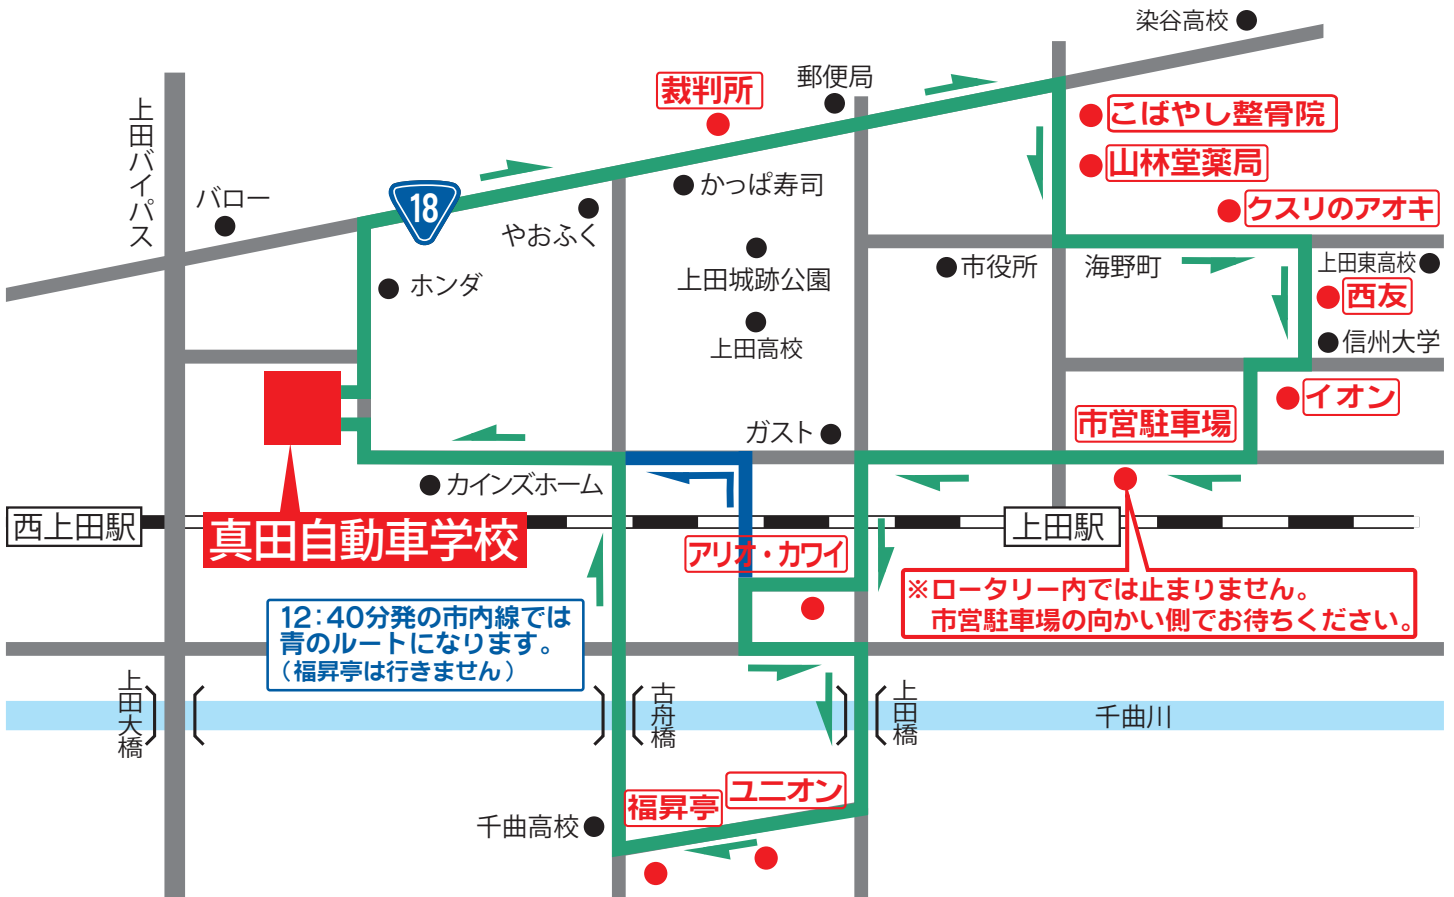 染谷高校
郵便局
裁判所
こばやし整骨院
山林堂薬局
上田バイパス
バロー
18
かっぱ寿司
クスリのアオキ
やおふく
ホンダ
上田城跡公園
市役所
海野町
上田東高校
西友
上田高校
信州大学
イオン
市営駐車場
ガスト
カインズホーム
西上田駅
真田自動車学校
上田駅
アリオ・カワイ
※ロータリー内では止まりません。
市営駐車場の向かい側でお待ちください。
12:40分発の市内線では
青のルートになります。
(福昇亭は行きません)
上田大橋
古舟橋
上田橋
千曲川
ユニオン
福昇亭
千曲高校